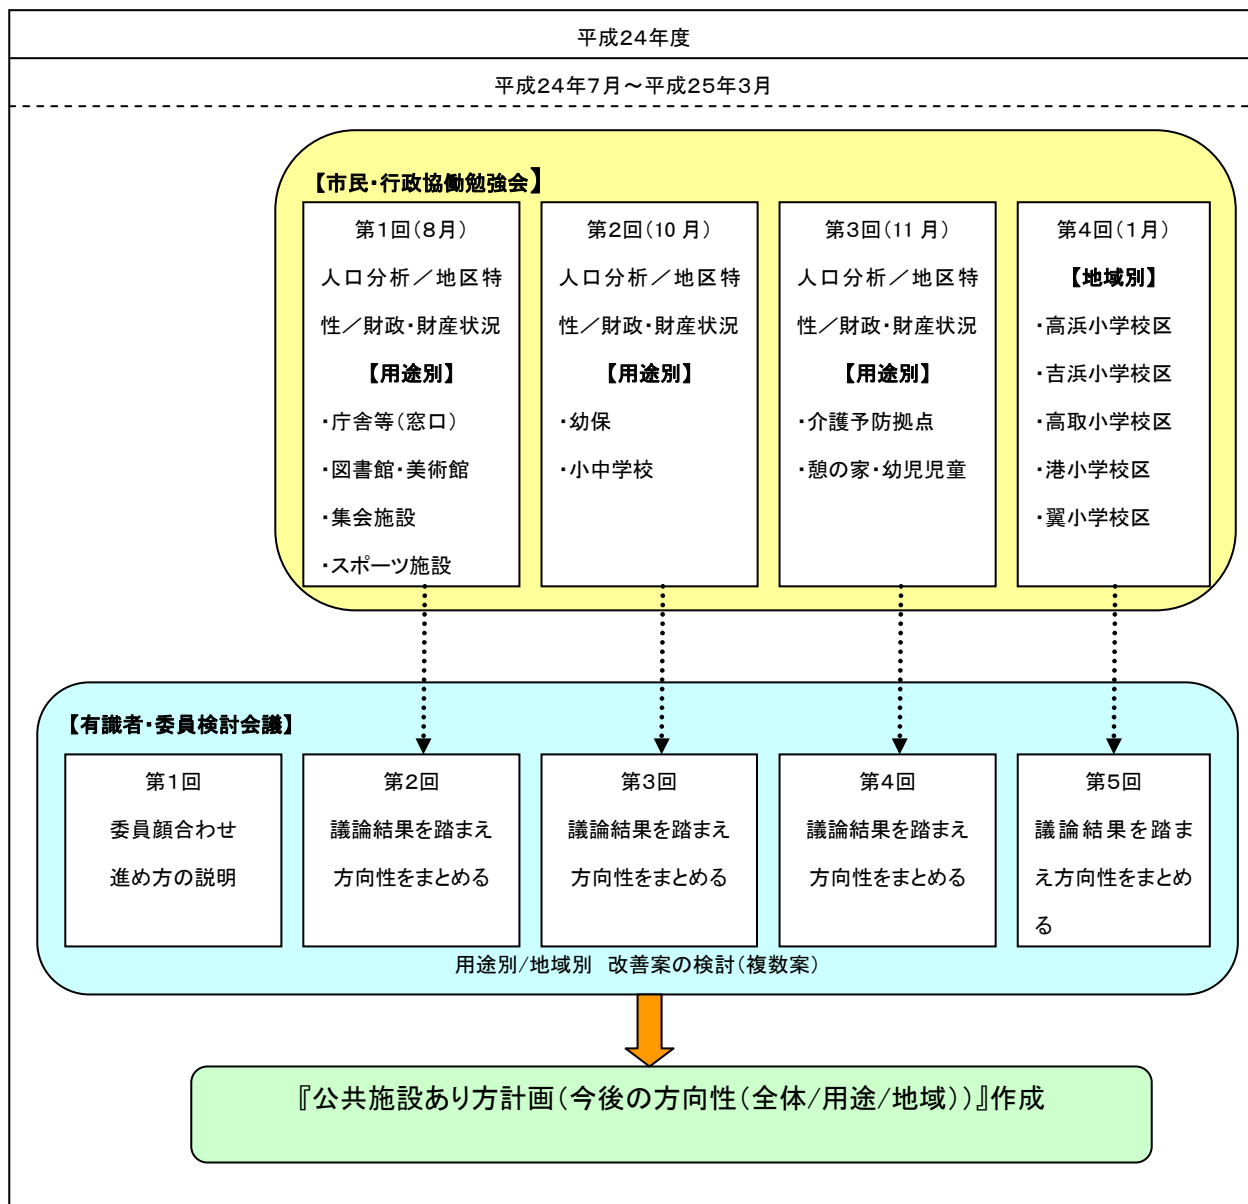 平成24年度
平成24年7月～平成25年3月
【市民・行政協働勉強会】
第1回（8月）
人口分析／地区特
性／財政・財産状況
【用途別】
・庁舎等（窓口）
・図書館・美術館
・集会施設
・スポーツ施設
第2回（10月）
人口分析／地区特
性／財政・財産状況
【用途別】
・幼保
・小中学校
第3回（11月）
人口分析／地区特
性／財政・財産状況
【用途別】
・介護予防拠点
・憩の家・幼児児童
第4回（1月）
【地域別】
・高浜小学校区
・吉浜小学校区
・高取小学校区
・港小学校区
・翼小学校区
【有識者・委員検討会議】
第1回
委員顔合わせ
進め方の説明
第2回
議論結果を踏まえ
方向性をまとめる
第3回
議論結果を踏まえ
方向性をまとめる
第4回
議論結果を踏まえ
方向性をまとめる
第5回
議論結果を踏ま
え方向性をまとめ
る
用途別/地域別　改善案の検討（複数案）
『公共施設あり方計画（今後の方向性（全体/用途/地域））』作成